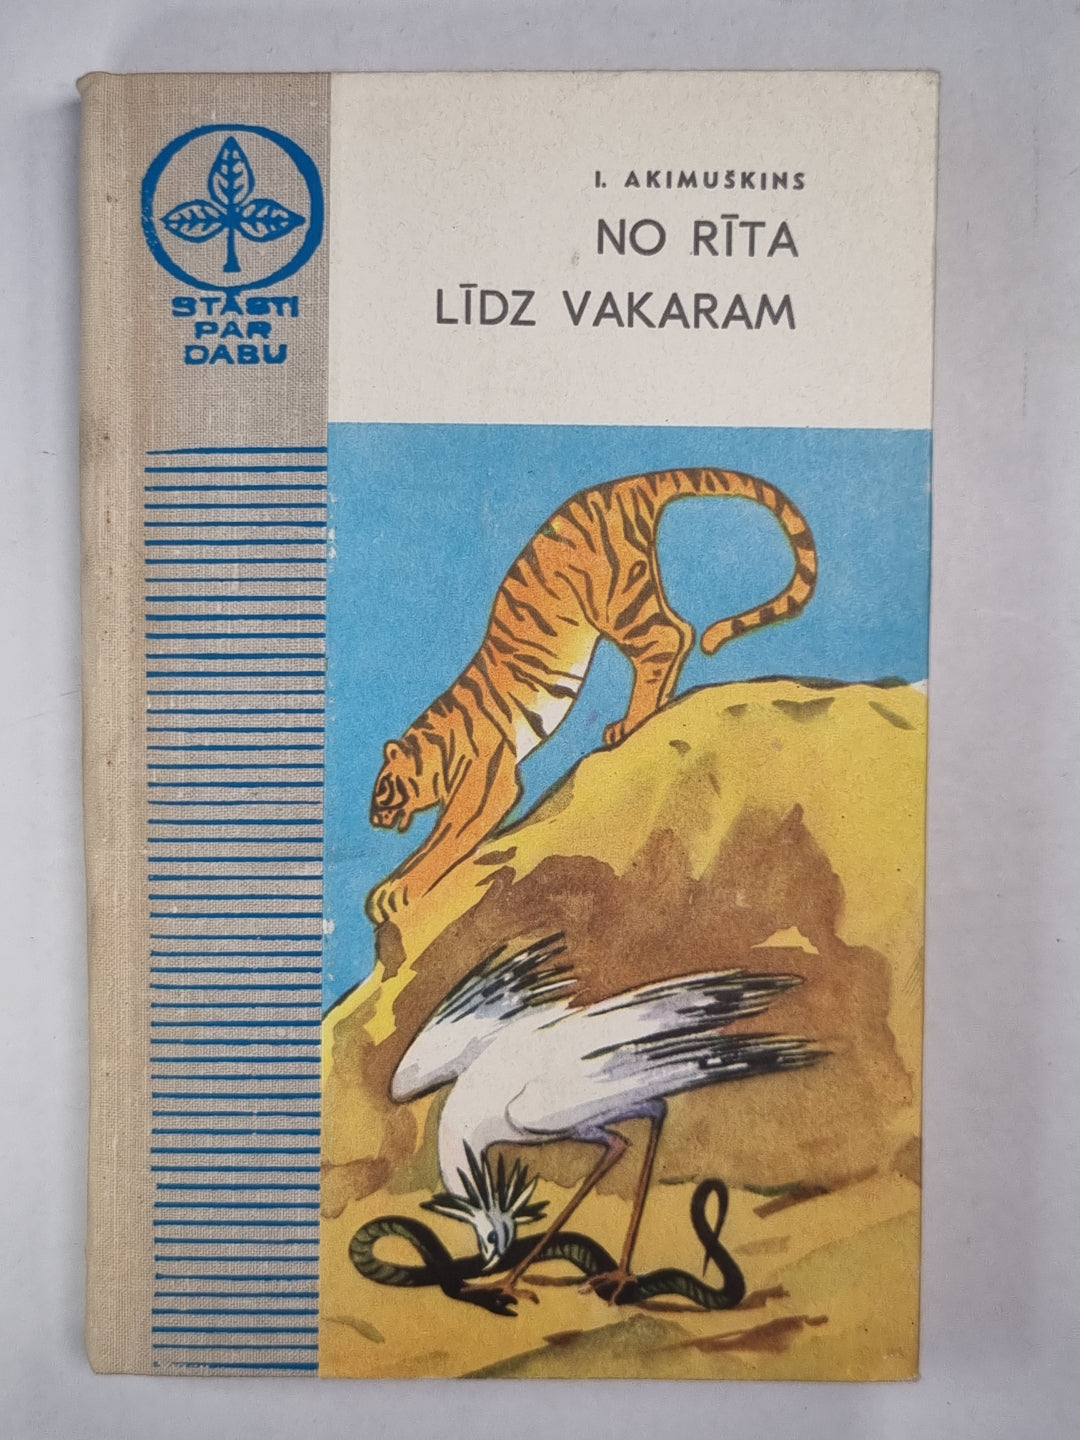 I. AKIMUŠKINS
NO RĪTA
LĪDZ VAKARAM
STĀSTI
PAR
DABU